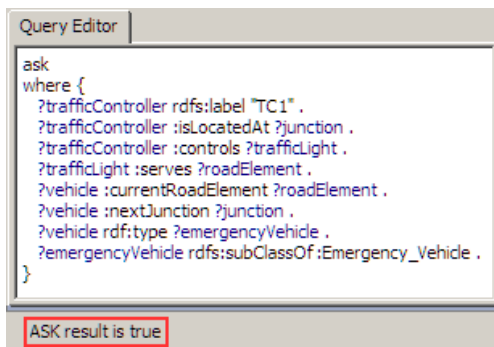 Query Editor
ask
where {
?trafficController rdfs:label "TC1" .
?trafficController :isLocatedAt ?junction .
?trafficController :controls ?trafficLight .
?trafficLight :serves ?roadElement .
?vehicle :currentRoadElement ?roadElement .
?vehicle :nextJunction ?junction .
?vehicle rdf:type ?emergencyVehicle .
?emergencyVehicle rdfs:subClassOf :Emergency_Vehicle .
}
ASK result is true